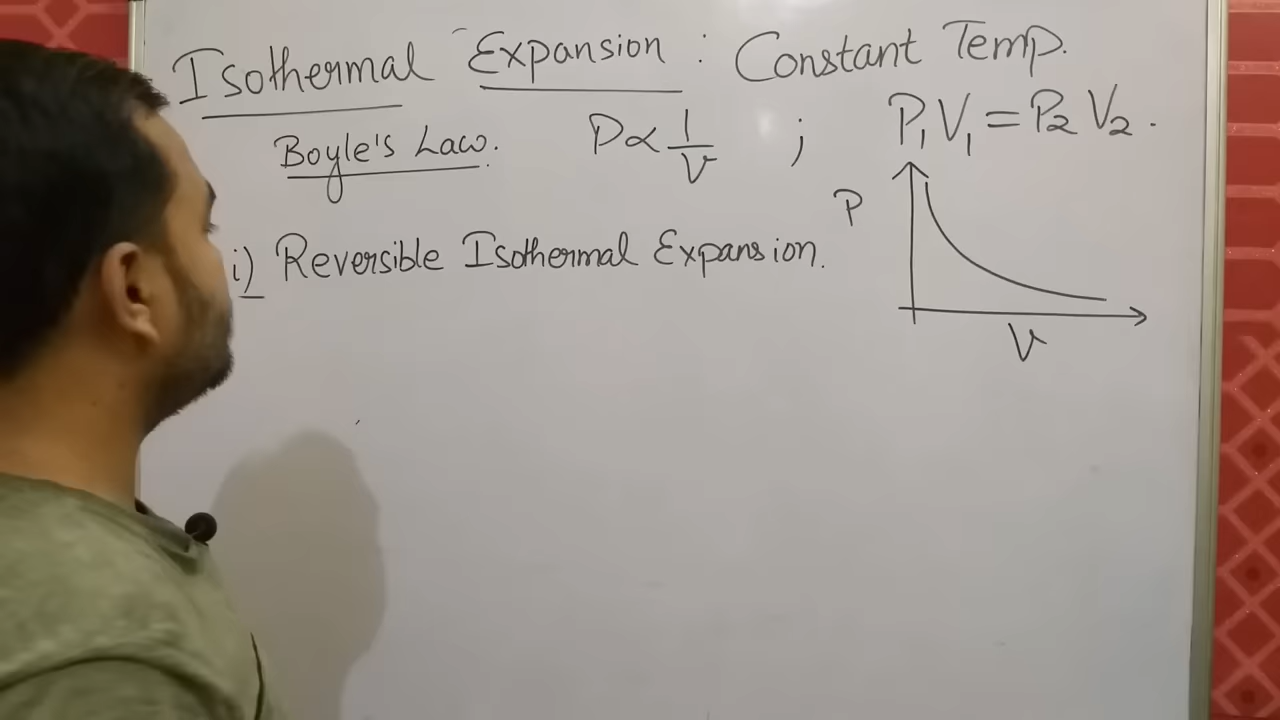 Isothermal Expansion : Constant Temp.
Boyle's Law. P∝1/V ; P₁V₁ = P₂V₂.
P
i) Reversible Isothermal Expansion.
V